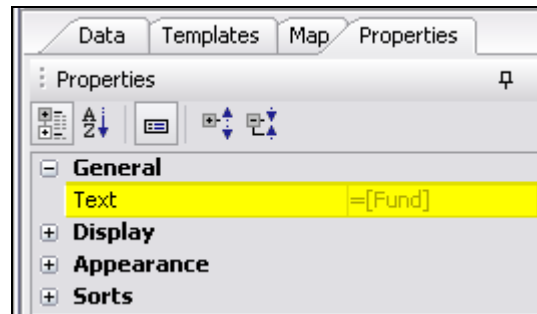 Data Templates Map Properties
Properties
General
Text =[Fund]
Display
Appearance
Sorts